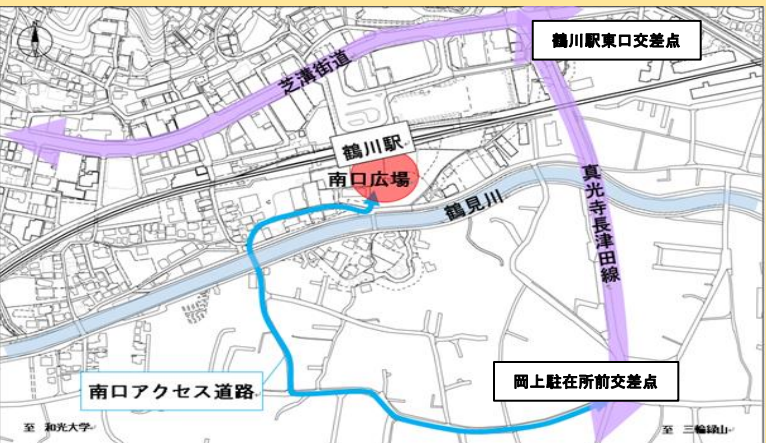 鶴川駅東口交差点
芝溝街道
鶴川駅
南口広場
鶴見川
真光寺長津田線
南口アクセス道路
岡上駐在所前交差点
至 和光大学
至 三輪緑山